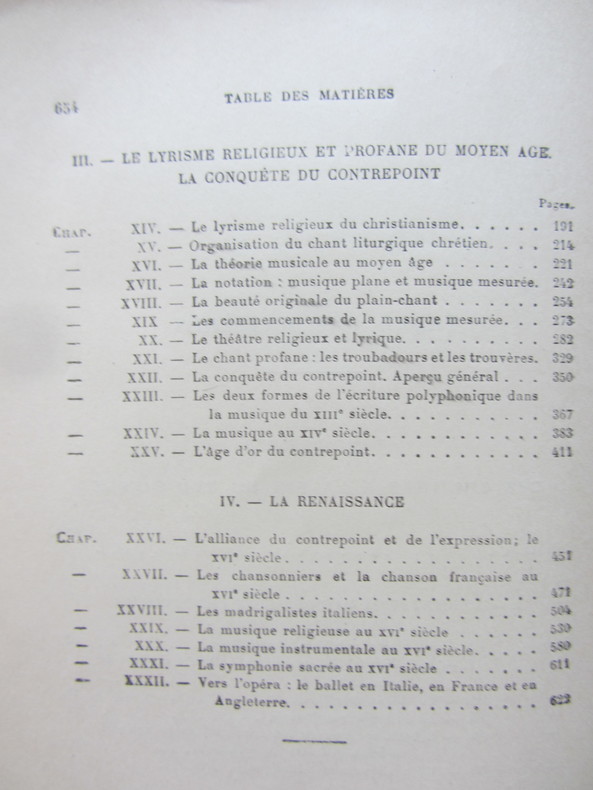 654
TABLE DES MATIÈRES
III. — LE LYRISME RELIGIEUX ET PROFANE DU MOYEN AGE.
LA CONQUÊTE DU CONTREPOINT
Pages.
CHAP. XIV. — Le lyrisme religieux du christianisme. . . . . . 191
— XV. — Organisation du chant liturgique chrétien. . . . 214
— XVI. — La théorie musicale au moyen âge . . . . . . . 221
— XVII. — La notation : musique plane et musique mesurée. 242
— XVIII. — La beauté originale du plain-chant . . . . . . . 254
— XIX — Les commencements de la musique mesurée. . . 273
— XX. — Le théâtre religieux et lyrique. . . . . . . . . 282
— XXI. — Le chant profane : les troubadours et les trouvères. 329
— XXII. — La conquête du contrepoint. Aperçu général . . . 350
— XXIII. — Les deux formes de l'écriture polyphonique dans
la musique du XIIIe siècle. . . . . . . . . . 367
— XXIV. — La musique au XIVe siècle. . . . . . . . . . . 383
— XXV. — L'âge d'or du contrepoint. . . . . . . . . . . 411
IV. — LA RENAISSANCE
CHAP. XXVI. — L'alliance du contrepoint et de l'expression; le
XVIe siècle . . . . . . . . . . . . . . . . 451
— XXVII. — Les chansonniers et la chanson française au
XVIe siècle . . . . . . . . . . . . . . . . 471
— XXVIII. — Les madrigalistes italiens. . . . . . . . . . . 504
— XXIX. — La musique religieuse au XVIe siècle . . . . . . 530
— XXX. — La musique instrumentale au XVIe siècle. . . . . 580
— XXXI. — La symphonie sacrée au XVIe siècle . . . . . . . 611
— XXXII. — Vers l'opéra : le ballet en Italie, en France et en
Angleterre. . . . . . . . . . . . . . . . . 623